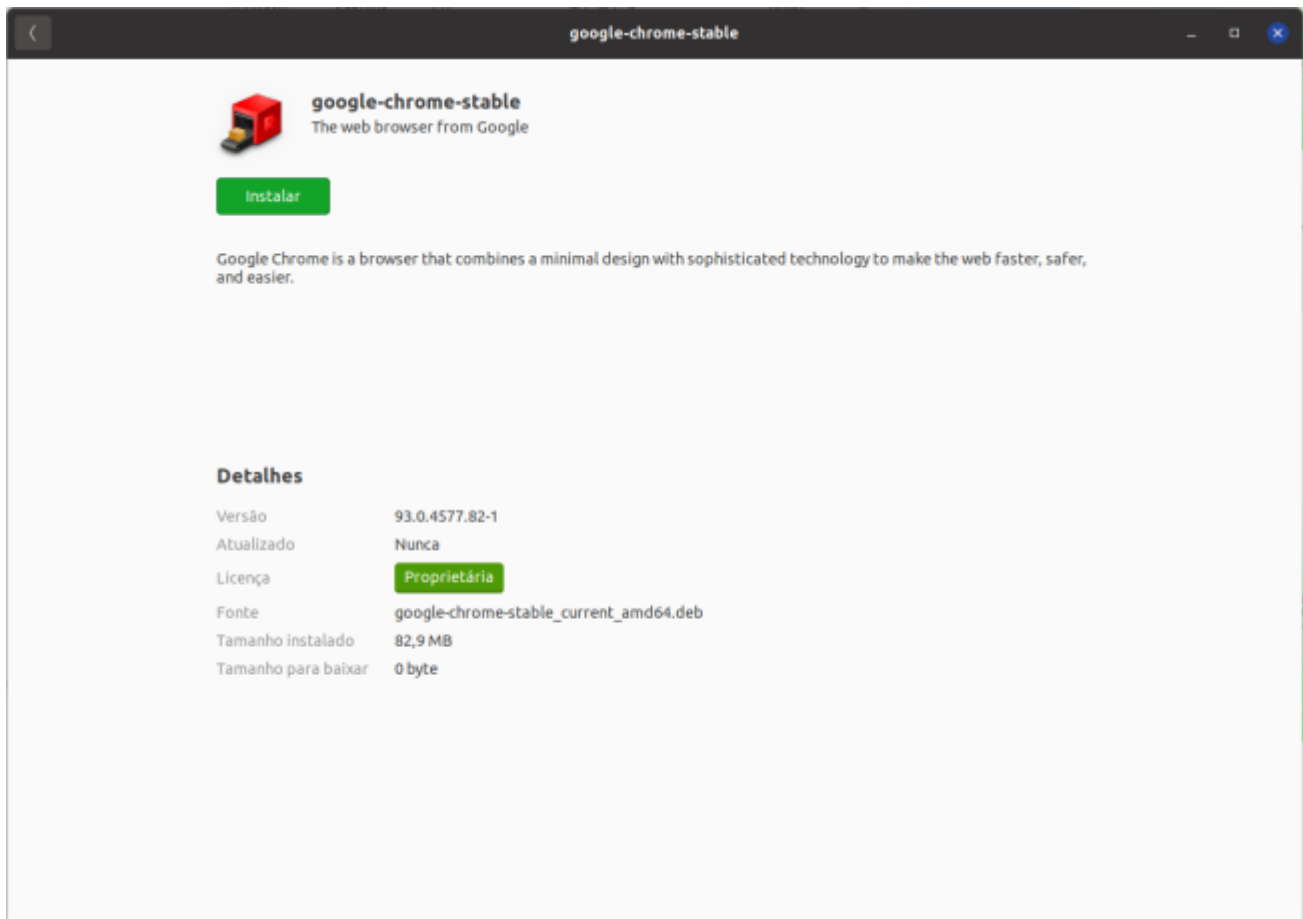 google-chrome-stable
google-chrome-stable
The web browser from Google
Instalar
Google Chrome is a browser that combines a minimal design with sophisticated technology to make the web faster, safer,
and easier.
Detalhes
Versão 93.0.4577.82-1
Atualizado Nunca
Licença Proprietária
Fonte google-chrome-stable_current_amd64.deb
Tamanho instalado 82,9 MB
Tamanho para baixar 0 byte